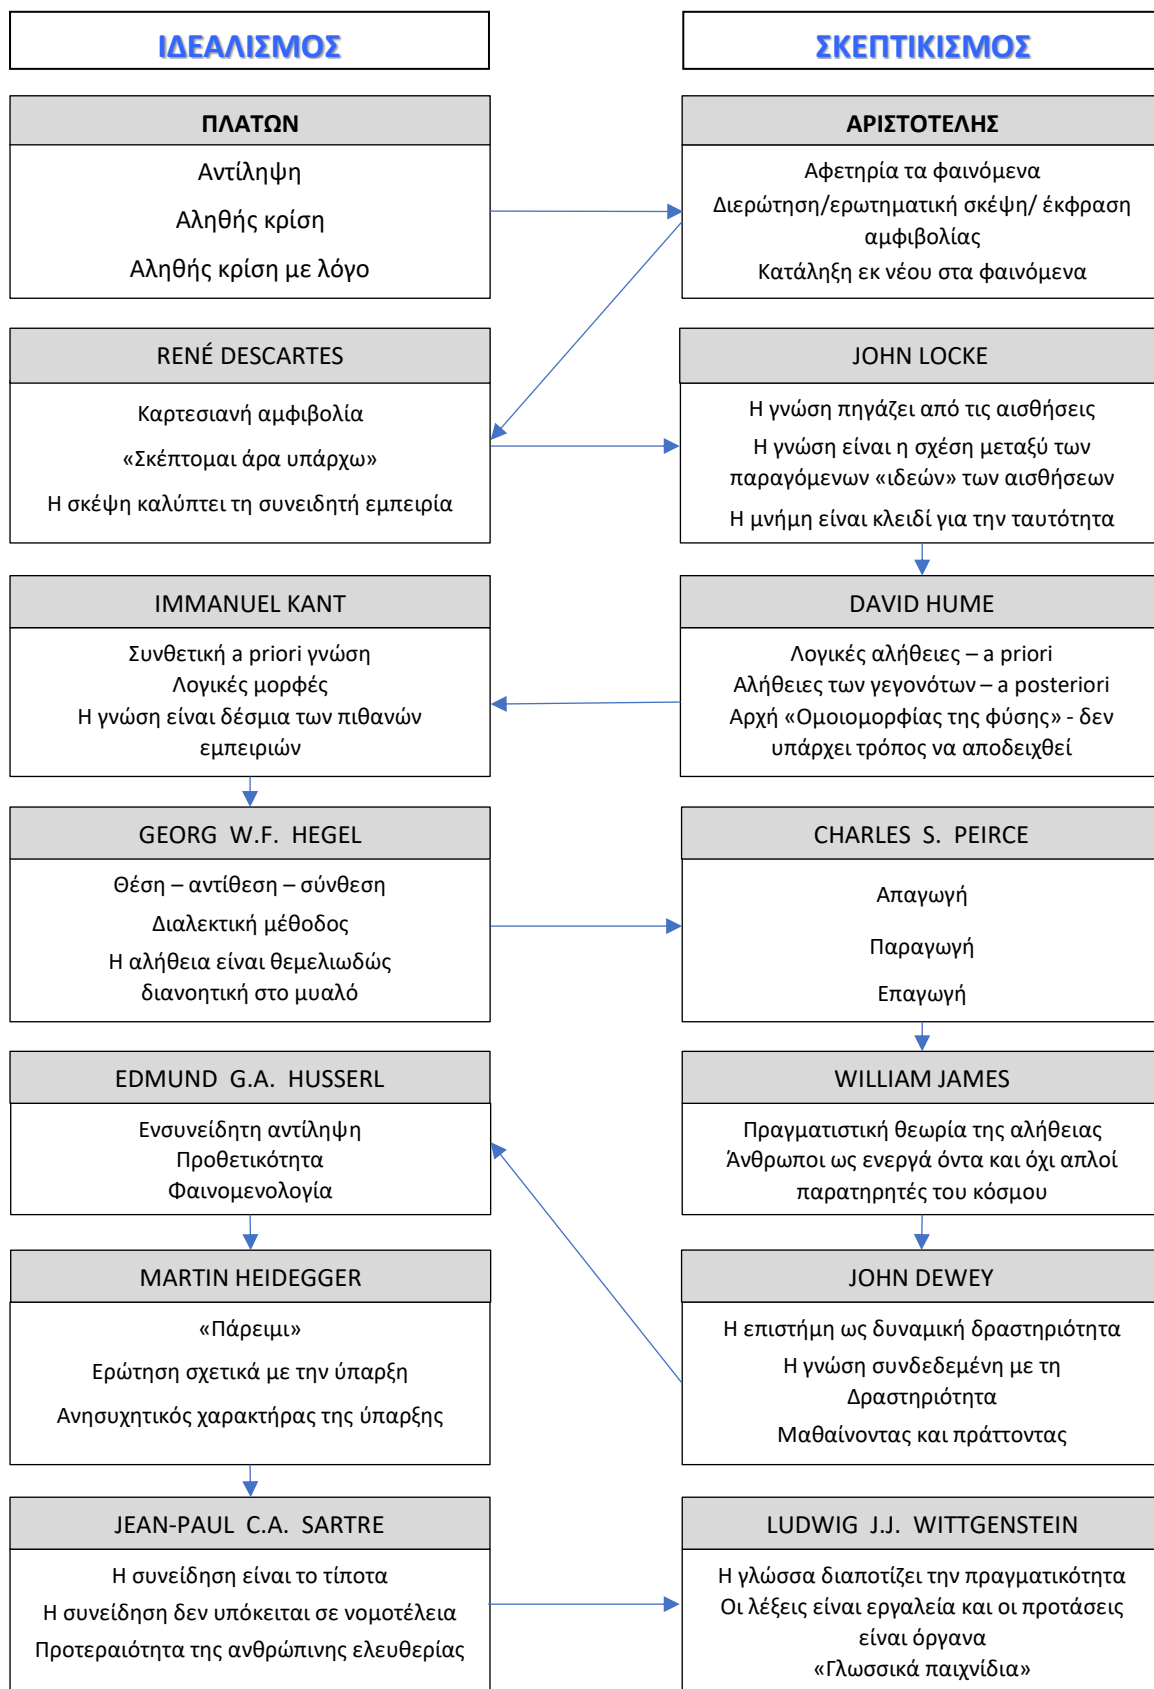 ΙΔΕΑΛΙΣΜΟΣ
ΣΚΕΠΤΙΚΙΣΜΟΣ
ΠΛΑΤΩΝ
Αντίληψη
Αληθής κρίση
Αληθής κρίση με λόγο
ΑΡΙΣΤΟΤΕΛΗΣ
Αφετηρία τα φαινόμενα
Διερώτηση/ερωτηματική σκέψη/ έκφραση
αμφιβολίας
Κατάληξη εκ νέου στα φαινόμενα
RENÉ DESCARTES
Καρτεσιανή αμφιβολία
«Σκέπτομαι άρα υπάρχω»
Η σκέψη καλύπτει τη συνειδητή εμπειρία
JOHN LOCKE
Η γνώση πηγάζει από τις αισθήσεις
Η γνώση είναι η σχέση μεταξύ των
παραγόμενων «ιδεών» των αισθήσεων
Η μνήμη είναι κλειδί για την ταυτότητα
IMMANUEL KANT
Συνθετική a priori γνώση
Λογικές μορφές
Η γνώση είναι δέσμια των πιθανών
εμπειριών
DAVID HUME
Λογικές αλήθειες – a priori
Αλήθειες των γεγονότων – a posteriori
Αρχή «Ομοιομορφίας της φύσης» - δεν
υπάρχει τρόπος να αποδειχθεί
GEORG W.F. HEGEL
Θέση – αντίθεση – σύνθεση
Διαλεκτική μέθοδος
Η αλήθεια είναι θεμελιωδώς
διανοητική στο μυαλό
CHARLES S. PEIRCE
Απαγωγή
Παραγωγή
Επαγωγή
EDMUND G.A. HUSSERL
Ενσυνείδητη αντίληψη
Προθετικότητα
Φαινομενολογία
WILLIAM JAMES
Πραγματιστική θεωρία της αλήθειας
Άνθρωποι ως ενεργά όντα και όχι απλοί
παρατηρητές του κόσμου
MARTIN HEIDEGGER
«Πάρειμι»
Ερώτηση σχετικά με την ύπαρξη
Ανησυχητικός χαρακτήρας της ύπαρξης
JOHN DEWEY
Η επιστήμη ως δυναμική δραστηριότητα
Η γνώση συνδεδεμένη με τη
Δραστηριότητα
Μαθαίνοντας και πράττοντας
JEAN-PAUL C.A. SARTRE
Η συνείδηση είναι το τίποτα
Η συνείδηση δεν υπόκειται σε νομοτέλεια
Προτεραιότητα της ανθρώπινης ελευθερίας
LUDWIG J.J. WITTGENSTEIN
Η γλώσσα διαποτίζει την πραγματικότητα
Οι λέξεις είναι εργαλεία και οι προτάσεις
είναι όργανα
«Γλωσσικά παιχνίδια»